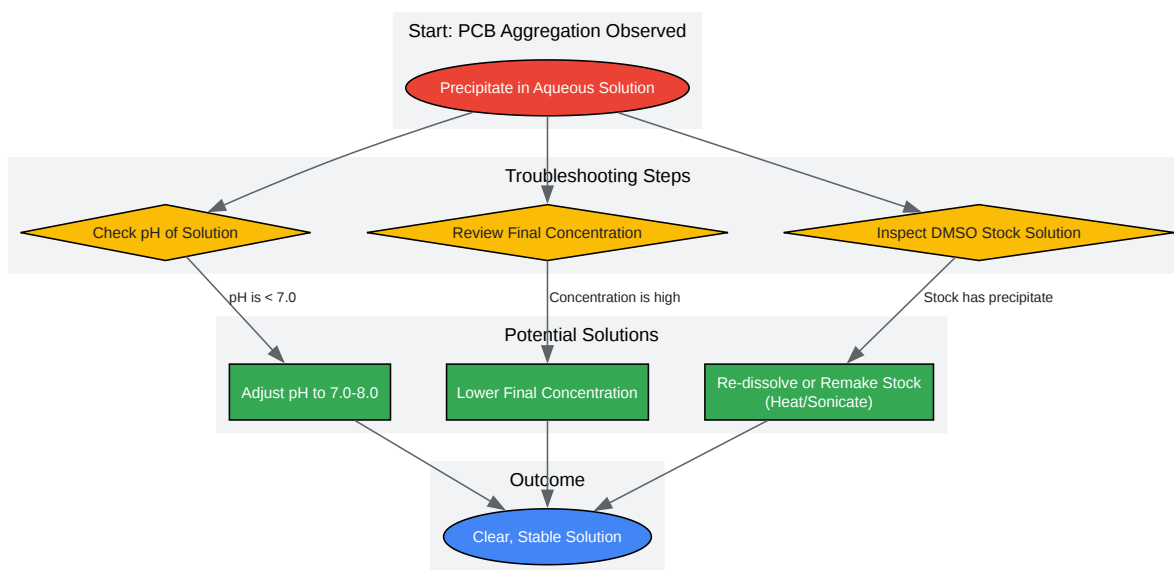 Start: PCB Aggregation Observed
Precipitate in Aqueous Solution
Troubleshooting Steps
Check pH of Solution
Review Final Concentration
Inspect DMSO Stock Solution
pH is < 7.0
Concentration is high
Stock has precipitate
Potential Solutions
Adjust pH to 7.0-8.0
Lower Final Concentration
Re-dissolve or Remake Stock
(Heat/Sonicate)
Outcome
Clear, Stable Solution